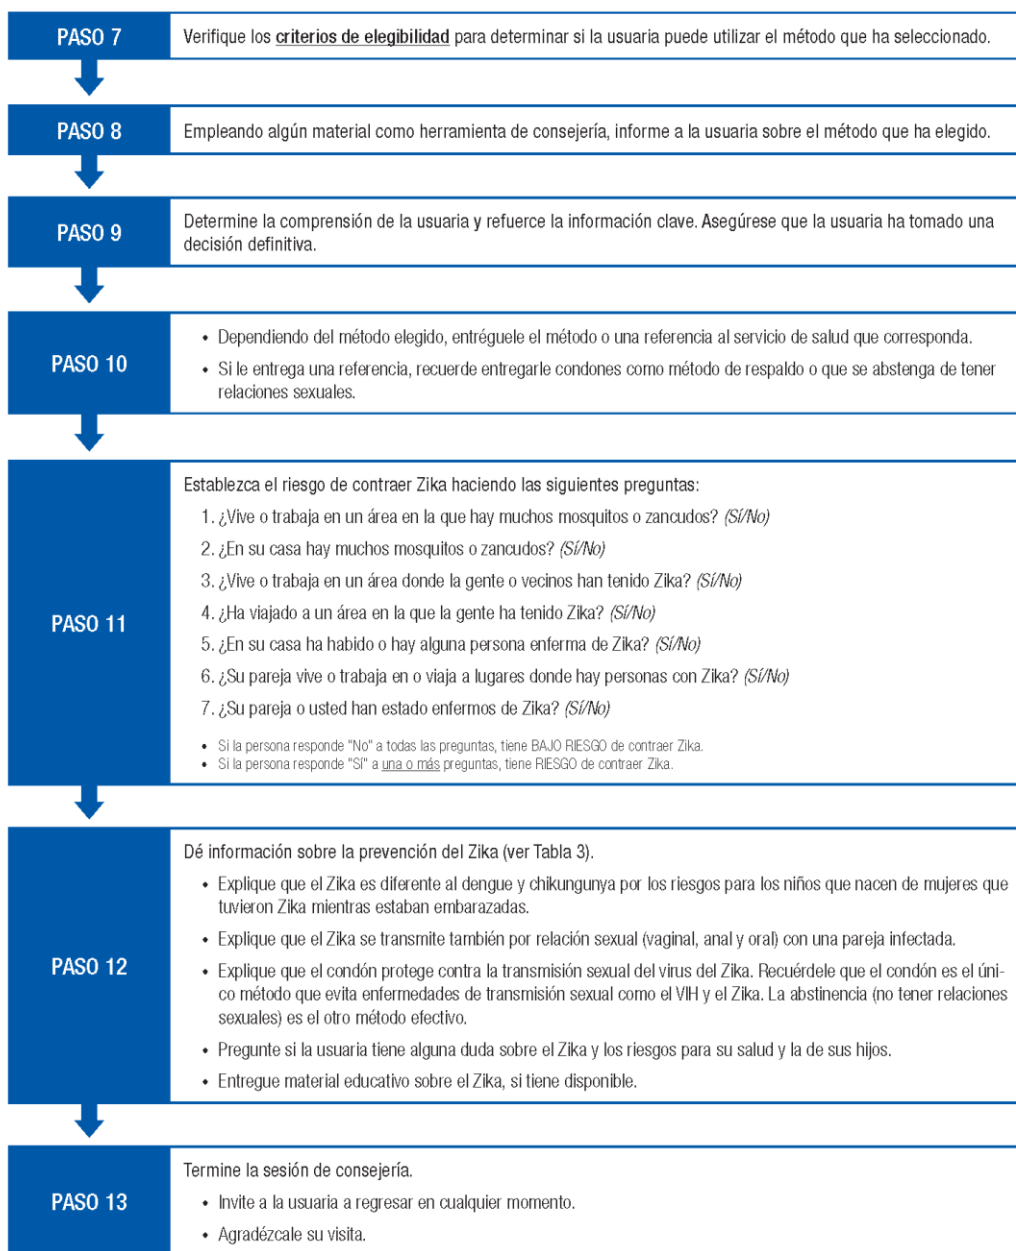 PASO 7
Verifique los criterios de elegibilidad para determinar si la usuaria puede utilizar el método que ha seleccionado.
PASO 8
Empleando algún material como herramienta de consejería, informe a la usuaria sobre el método que ha elegido.
PASO 9
Determine la comprensión de la usuaria y refuerce la información clave. Asegúrese que la usuaria ha tomado una
decisión definitiva.
PASO 10
• Dependiendo del método elegido, entréguele el método o una referencia al servicio de salud que corresponda.
• Si le entrega una referencia, recuerde entregarle condones como método de respaldo o que se abstenga de tener
relaciones sexuales.
PASO 11
Establezca el riesgo de contraer Zika haciendo las siguientes preguntas:
1. ¿Vive o trabaja en un área en la que hay muchos mosquitos o zancudos? (Sí/No)
2. ¿En su casa hay muchos mosquitos o zancudos? (Sí/No)
3. ¿Vive o trabaja en un área donde la gente o vecinos han tenido Zika? (Sí/No)
4. ¿Ha viajado a un área en la que la gente ha tenido Zika? (Sí/No)
5. ¿En su casa ha habido o hay alguna persona enferma de Zika? (Sí/No)
6. ¿Su pareja vive o trabaja en o viaja a lugares donde hay personas con Zika? (Sí/No)
7. ¿Su pareja o usted han estado enfermos de Zika? (Sí/No)
• Si la persona responde "No" a todas las preguntas, tiene BAJO RIESGO de contraer Zika.
• Si la persona responde "Sí" a una o más preguntas, tiene RIESGO de contraer Zika.
PASO 12
Dé información sobre la prevención del Zika (ver Tabla 3).
• Explique que el Zika es diferente al dengue y chikungunya por los riesgos para los niños que nacen de mujeres que
tuvieron Zika mientras estaban embarazadas.
• Explique que el Zika se transmite también por relación sexual (vaginal, anal y oral) con una pareja infectada.
• Explique que el condón protege contra la transmisión sexual del virus del Zika. Recuérdele que el condón es el úni-
co método que evita enfermedades de transmisión sexual como el VIH y el Zika. La abstinencia (no tener relaciones
sexuales) es el otro método efectivo.
• Pregunte si la usuaria tiene alguna duda sobre el Zika y los riesgos para su salud y la de sus hijos.
• Entregue material educativo sobre el Zika, si tiene disponible.
PASO 13
Termine la sesión de consejería.
• Invite a la usuaria a regresar en cualquier momento.
• Agradézcale su visita.